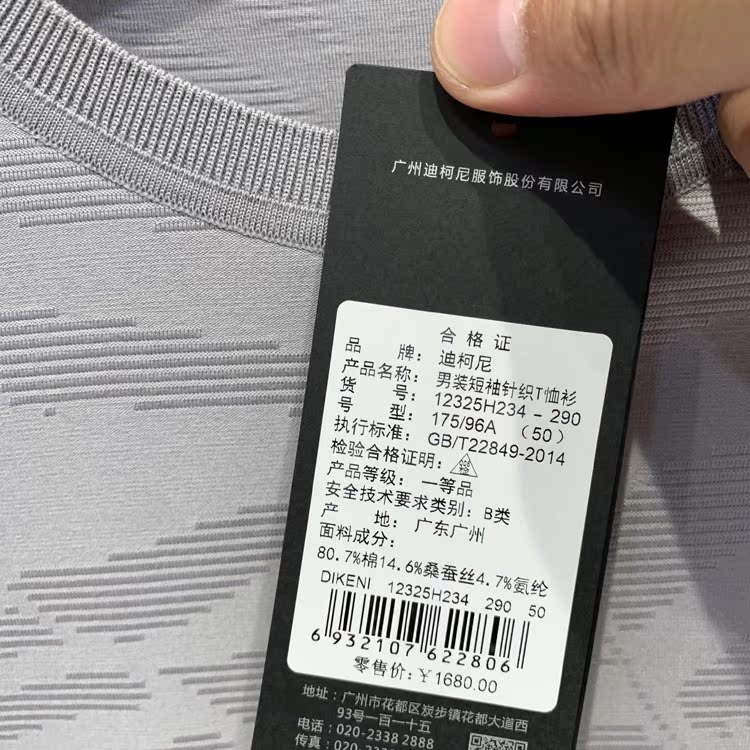 广州迪柯尼服饰股份有限公司
合格证
品 牌：迪柯尼
产品名称：男装短袖针织T恤衫
货 号：12325H234 - 290
号 型：175/96A （50）
执行标准：GB/T22849-2014
检验合格证明：
产品等级：一等品
安全技术要求类别：B类
产 地：广东广州
面料成分：
80.7%棉14.6%桑蚕丝4.7%氨纶
DIKENI 12325H234 290 50
6 932107 622806
零售价：¥1680.00
地址：广州市花都区炭步镇花都大道西
93号一百一十五
电话：020-2338 2888
传真：020-